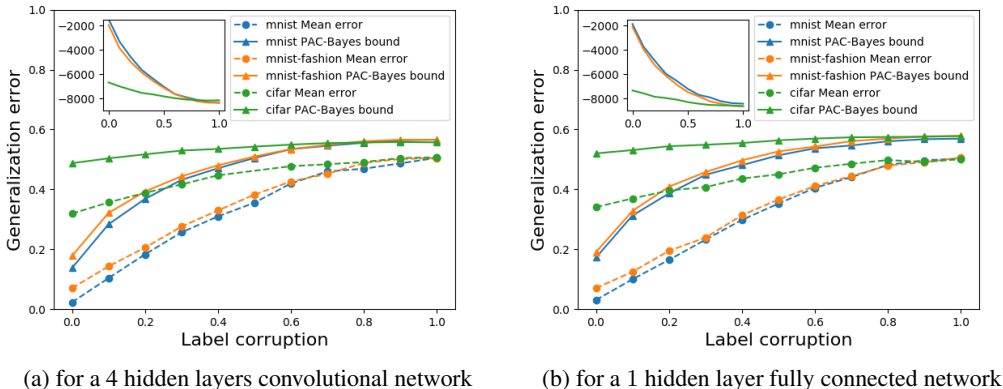 1.0
0.8
0.6
0.4
0.2
0.0
Generalization error
−2000
−4000
−6000
−8000
0.0 0.5 1.0
mnist Mean error
mnist PAC-Bayes bound
mnist-fashion Mean error
mnist-fashion PAC-Bayes bound
cifar Mean error
cifar PAC-Bayes bound
0.0 0.2 0.4 0.6 0.8 1.0
Label corruption
(a) for a 4 hidden layers convolutional network
1.0
0.8
0.6
0.4
0.2
0.0
Generalization error
−2000
−4000
−6000
−8000
0.0 0.5 1.0
mnist Mean error
mnist PAC-Bayes bound
mnist-fashion Mean error
mnist-fashion PAC-Bayes bound
cifar Mean error
cifar PAC-Bayes bound
0.0 0.2 0.4 0.6 0.8 1.0
Label corruption
(b) for a 1 hidden layer fully connected network